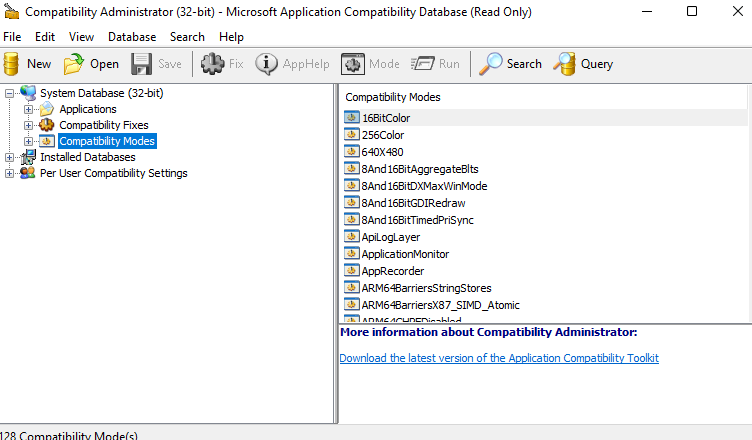 Compatibility Administrator (32-bit) - Microsoft Application Compatibility Database (Read Only)
File Edit View Database Search Help
New Open Save Fix AppHelp Mode Run Search Query
System Database (32-bit)
Applications
Compatibility Fixes
Compatibility Modes
Installed Databases
Per User Compatibility Settings
Compatibility Modes
16BitColor
256Color
640X480
8And16BitAggregateBlts
8And16BitDXMaxWinMode
8And16BitGDIRedraw
8And16BitTimedPriSync
ApiLogLayer
ApplicationMonitor
AppRecorder
ARM64BarriersStringStores
ARM64BarriersX87_SIMD_Atomic
ARM64CHPEDisabled
More information about Compatibility Administrator:
Download the latest version of the Application Compatibility Toolkit
128 Compatibility Mode(s)